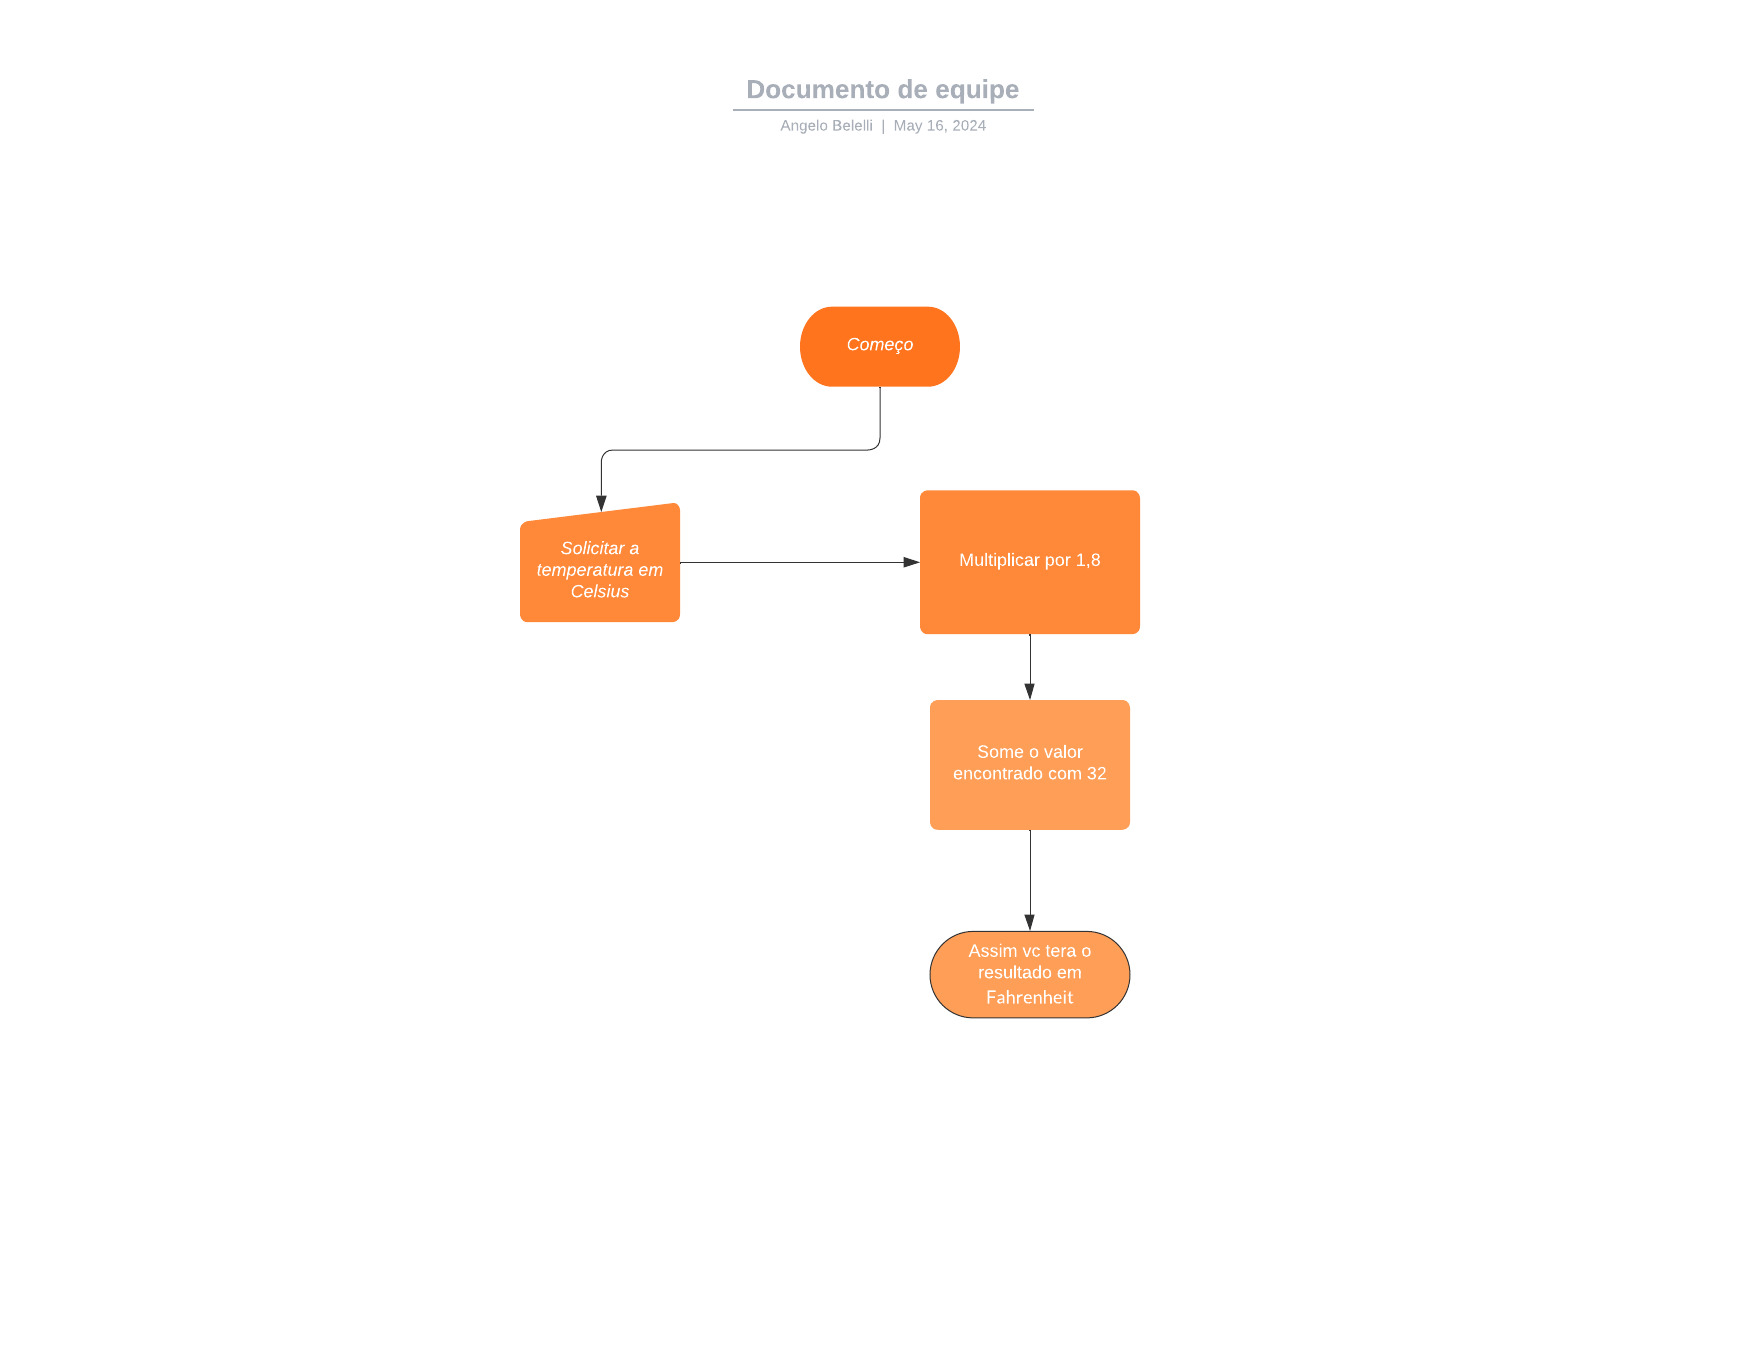 Documento de equipe
Angelo Belelli | May 16, 2024
Começo
Solicitar a
temperatura em
Celsius
Multiplicar por 1,8
Some o valor
encontrado com 32
Assim vc tera o
resultado em
Fahrenheit